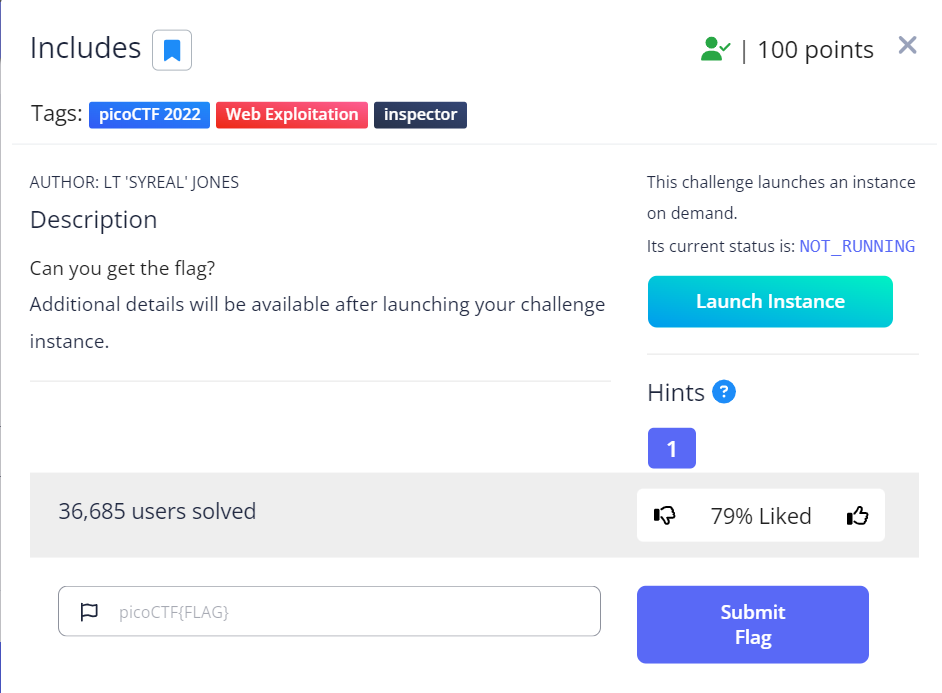 Includes
| 100 points
Tags: picoCTF 2022 Web Exploitation inspector
AUTHOR: LT 'SYREAL' JONES
Description
Can you get the flag?
Additional details will be available after launching your challenge
instance.
This challenge launches an instance
on demand.
Its current status is: NOT_RUNNING
Launch Instance
Hints ?
1
36,685 users solved
79% Liked
picoCTF{FLAG}
Submit
Flag